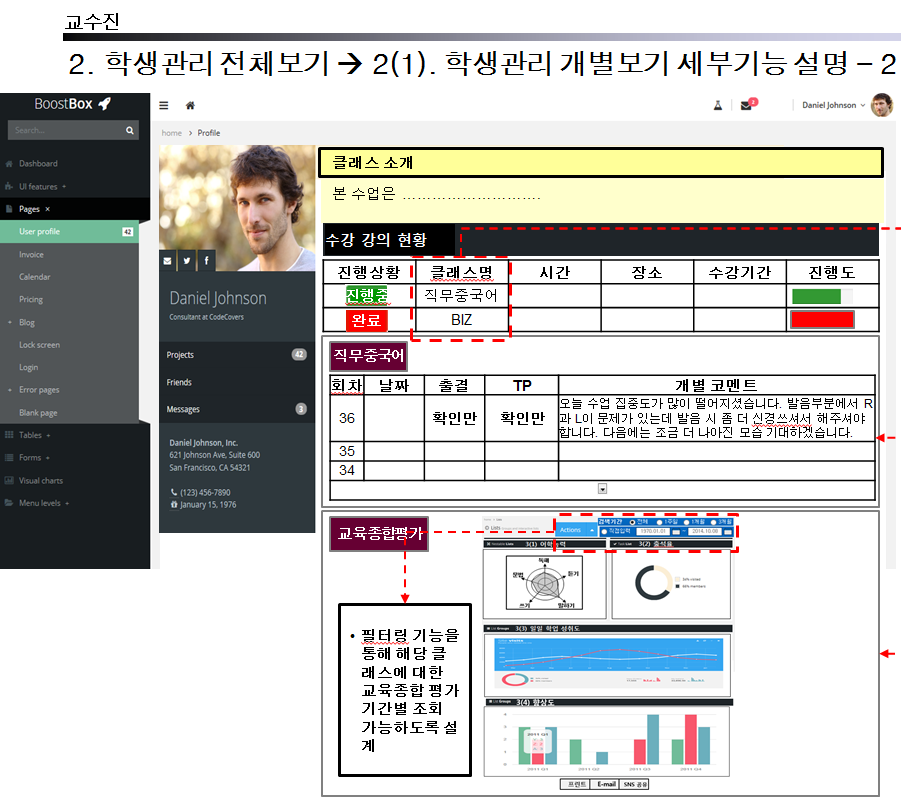 교수진
2. 학생관리 전체보기 → 2(1). 학생관리 개별보기 세부기능 설명 – 2
BoostBox
Daniel Johnson
Search...
home > Profile
Dashboard
UI features
Pages ×
User profile 42
Invoice
Calendar
Pricing
Blog
Lock screen
Login
Error pages
Blank page
Tables
Forms
Visual charts
Menu levels
Daniel Johnson
Consultant at CodeCovers
Projects 42
Friends
Messages 3
Daniel Johnson, Inc.
621 Johnson Ave, Suite 600
San Francisco, CA 54321
(123) 456-7890
January 15, 1976
클래스 소개
본 수업은 ……………………….
수강 강의 현황
진행상황 클래스명 시간 장소 수강기간 진행도
진행중 직무중국어
완료 BIZ
직무중국어
회차 날짜 출결 TP 개별 코멘트
36 확인만 확인만
오늘 수업 집중도가 많이 떨어지셨습니다. 발음부분에서 R
과 L이 문제가 있는데 발음 시 좀 더 신경쓰셔서 해주셔야
합니다. 다음에는 조금 더 나아진 모습 기대하겠습니다.
35
34
교육종합평가
• 필터링 기능을
통해 해당 클
래스에 대한
교육종합 평가
기간별 조회
가능하도록 설
계
Actions
검색기간 전체 1주일 1개월 3개월
직접입력 1970.01.01 ~ 2014.10.08
3(1) 어학능력
3(2) 출석율
독해
듣기
말하기
쓰기
문법
3(3) 일일 학업 성취도
3(4) 향상도
2011 Q1
2011 Q2
2011 Q3
2011 Q4
프린트 E-mail SNS 공유